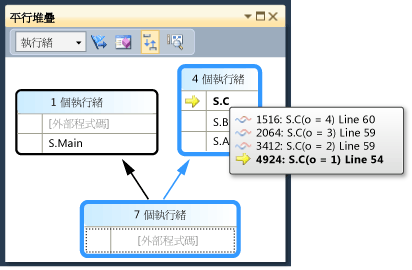 平行堆疊
執行緒
1 個執行緒
[外部程式碼]
S.Main
4 個執行緒
S.C
S.B
S.A
1516: S.C(o = 4) Line 60
2064: S.C(o = 3) Line 59
3412: S.C(o = 2) Line 59
4924: S.C(o = 1) Line 54
7 個執行緒
[外部程式碼]